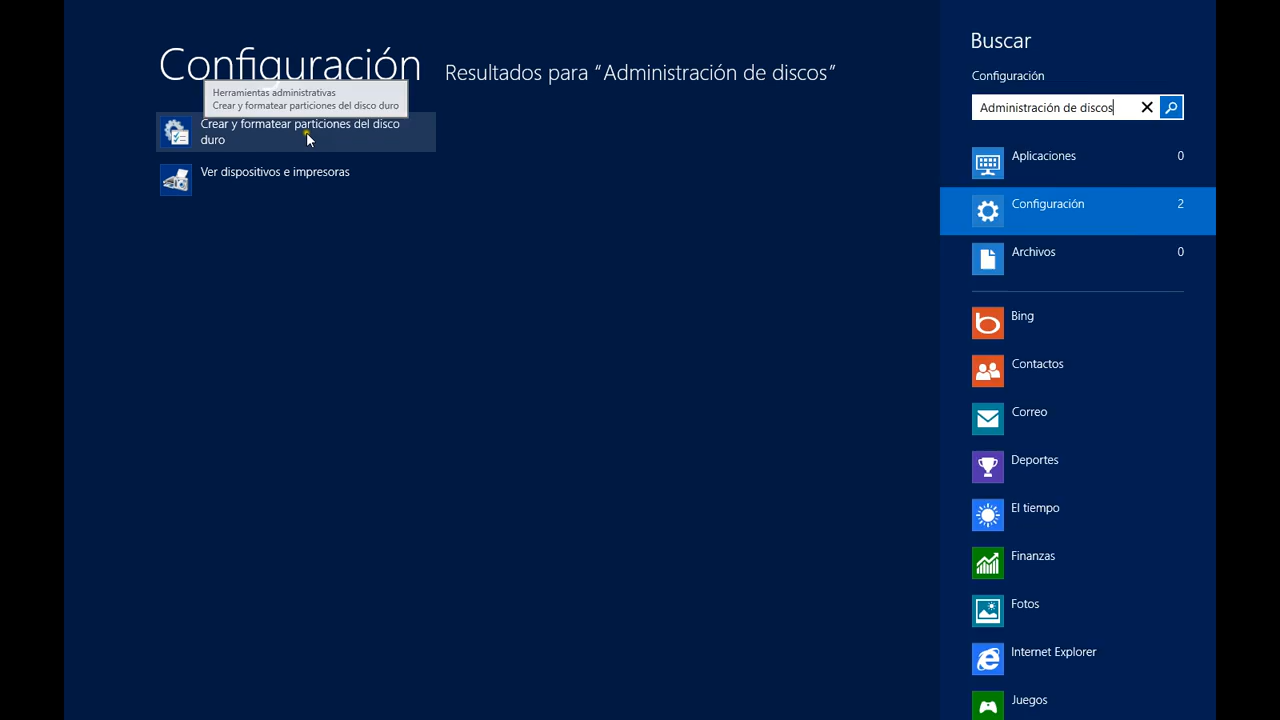 Configuración
Resultados para “Administración de discos”
Herramientas administrativas
Crear y formatear particiones del disco duro
Crear y formatear particiones del disco
duro
Ver dispositivos e impresoras
Buscar
Configuración
Administración de discos
Aplicaciones 0
Configuración 2
Archivos 0
Bing
Contactos
Correo
Deportes
El tiempo
Finanzas
Fotos
Internet Explorer
Juegos